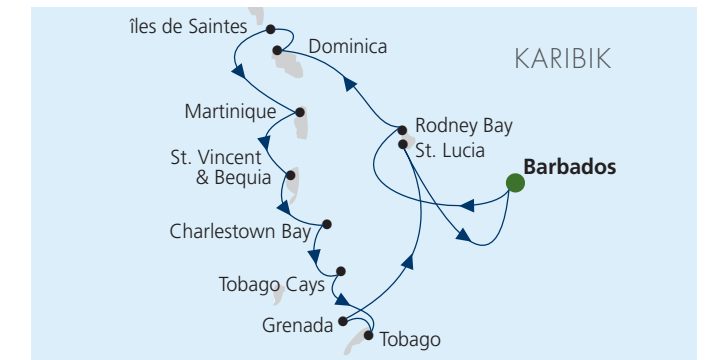 îles de Saintes
Dominica
KARIBIK
Martinique
Rodney Bay
St. Lucia
St. Vincent
& Bequia
Barbados
Charlestown Bay
Tobago Cays
Grenada
Tobago